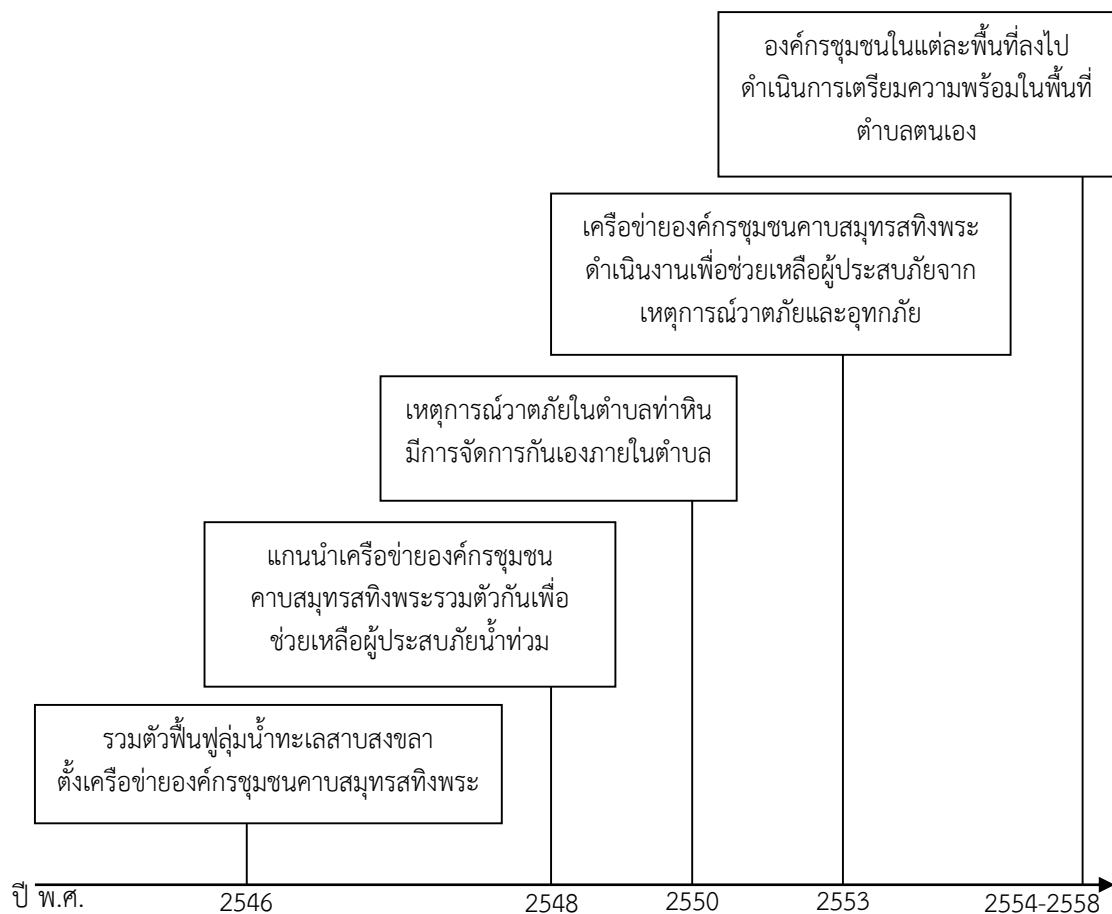 องค์กรชุมชนในแต่ละพื้นที่ลงไป
ดำเนินการเตรียมความพร้อมในพื้นที่
ตำบลตนเอง
เครือข่ายองค์กรชุมชนคาบสมุทรสทิงพระ
ดำเนินงานเพื่อช่วยเหลือผู้ประสบภัยจาก
เหตุการณ์วาตภัยและอุทกภัย
เหตุการณ์วาตภัยในตำบลท่าหิน
มีการจัดการกันเองภายในตำบล
แกนนำเครือข่ายองค์กรชุมชน
คาบสมุทรสทิงพระรวมตัวกันเพื่อ
ช่วยเหลือผู้ประสบภัยน้ำท่วม
รวมตัวฟื้นฟูลุ่มน้ำทะเลสาบสงขลา
ตั้งเครือข่ายองค์กรชุมชนคาบสมุทรสทิงพระ
ปี พ.ศ. 2546 2548 2550 2553 2554-2558